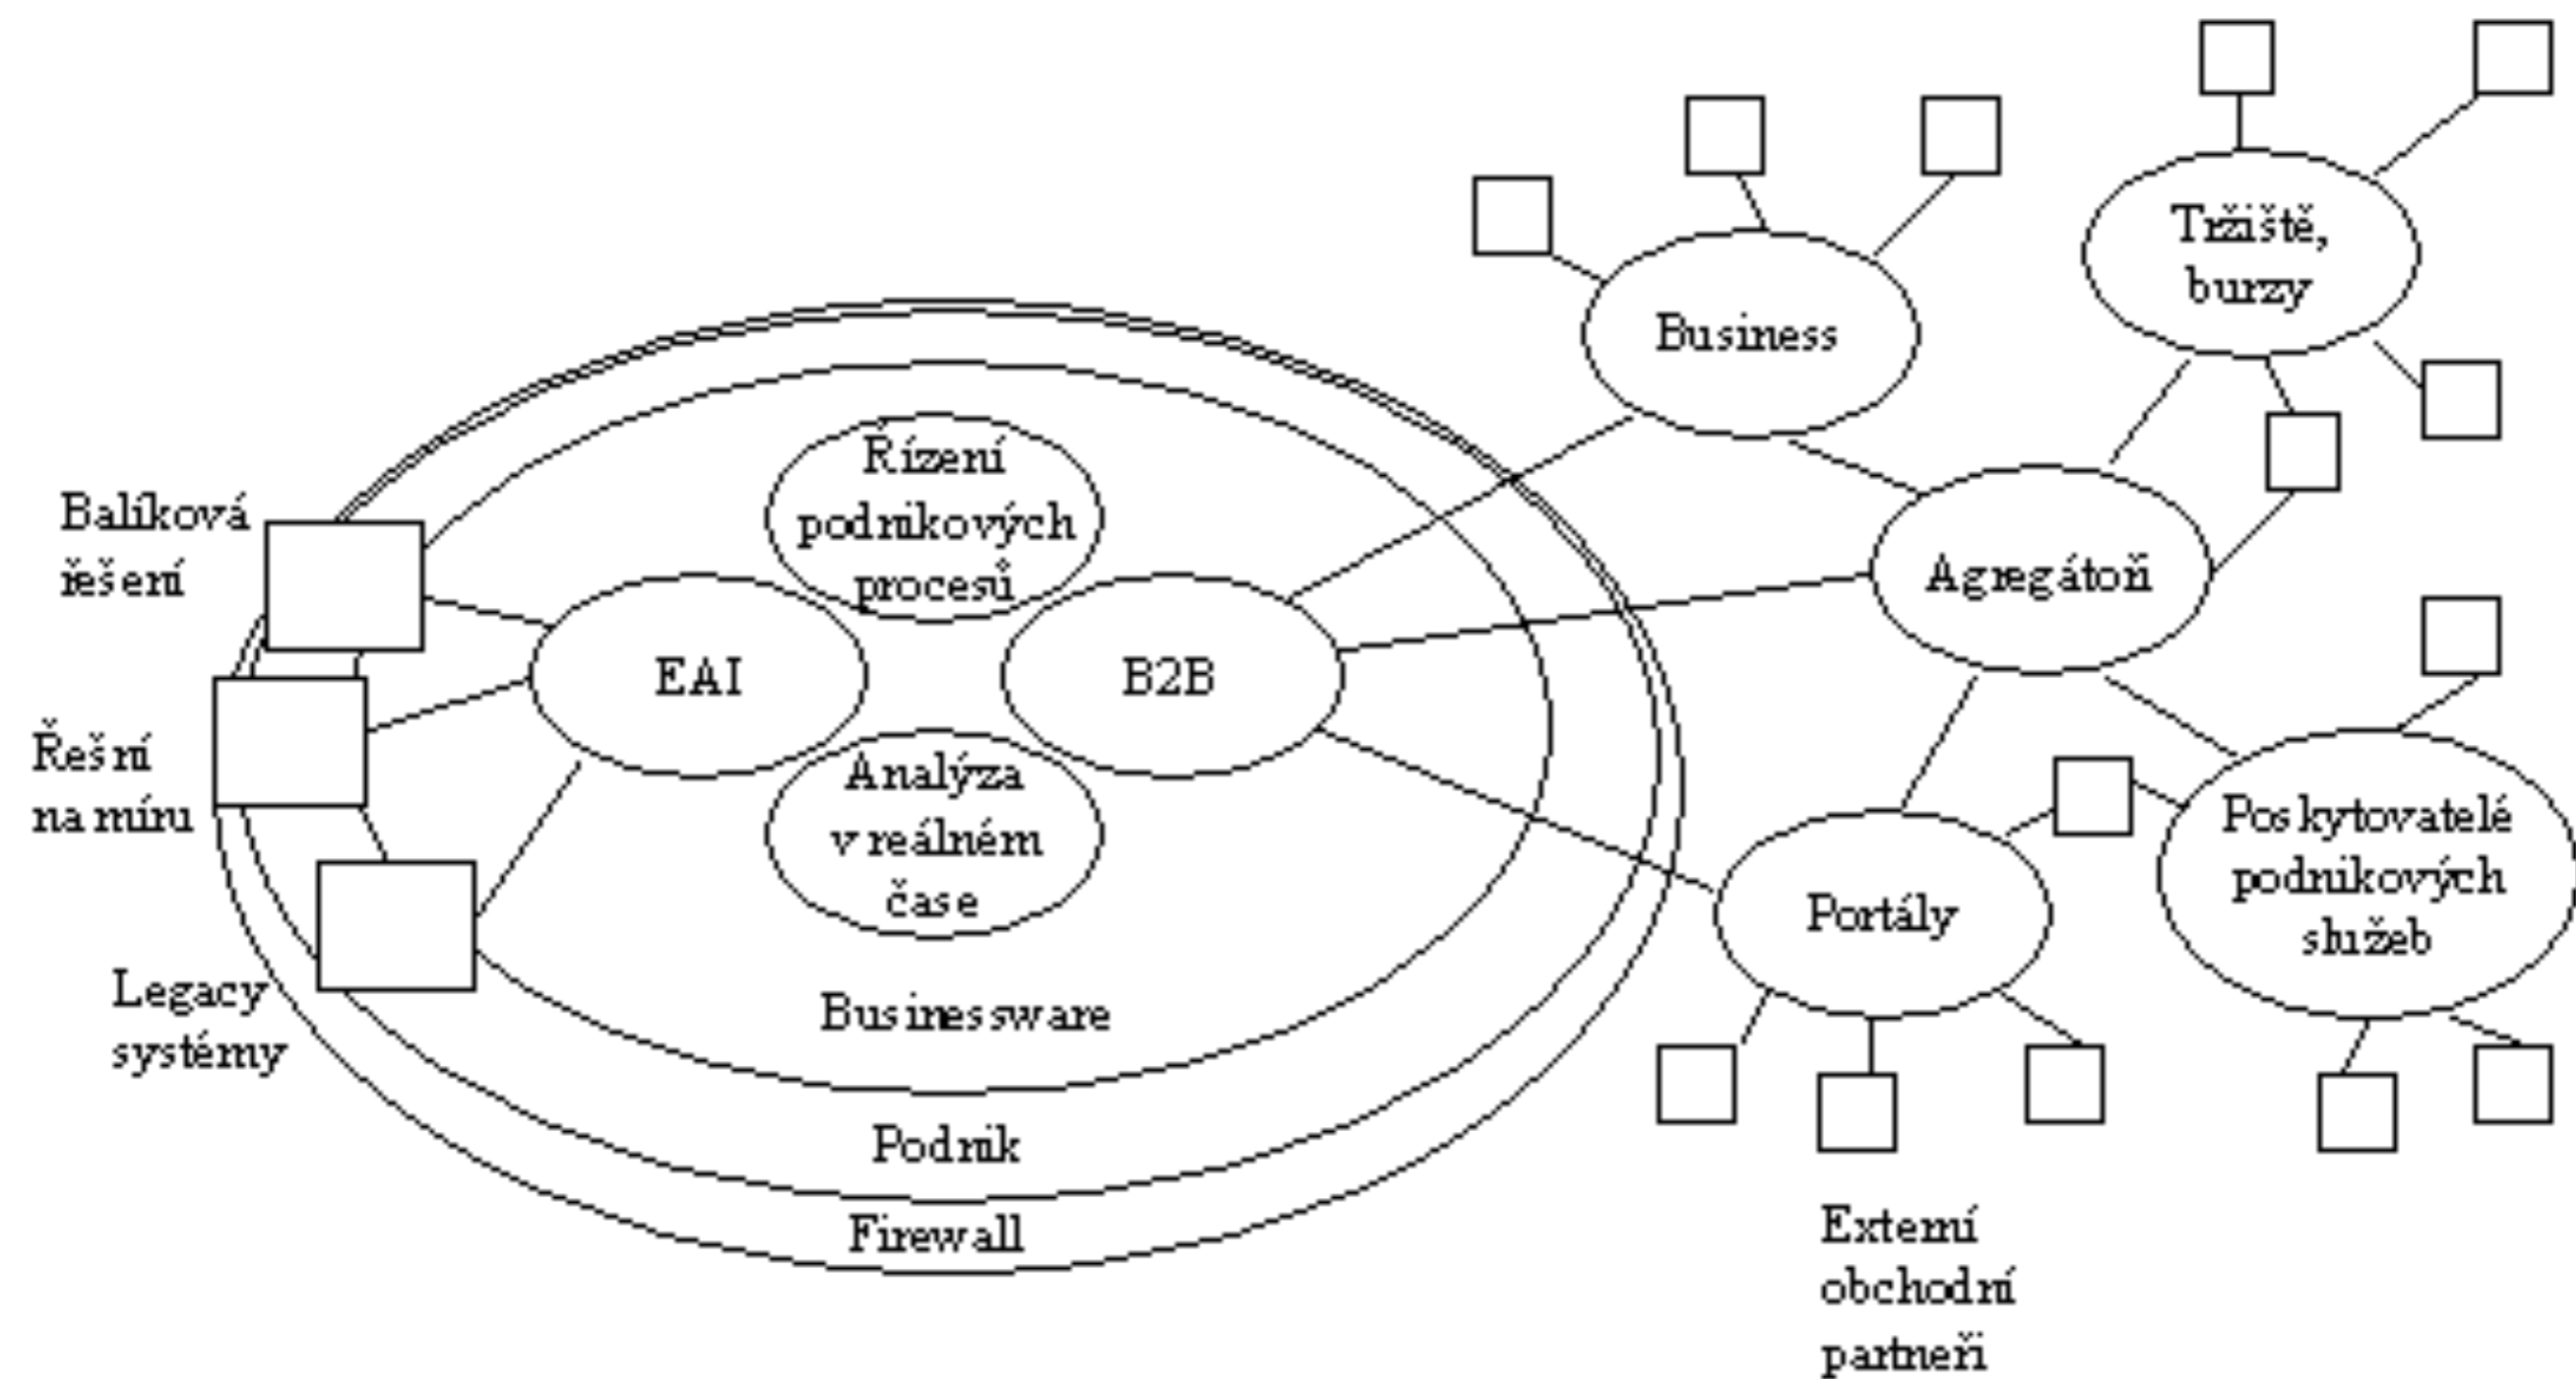 Tržiště,
burzy
Business
Řízení
podnikových
procesů
Balíková
řešení
Agregátoři
EAI
B2B
Řešní
na míru
Analýza
v reálném
čase
Poskytovatelé
podnikových
služeb
Portály
Legacy
systémy
Businessware
Podnik
Firewall
Externí
obchodní
partneři